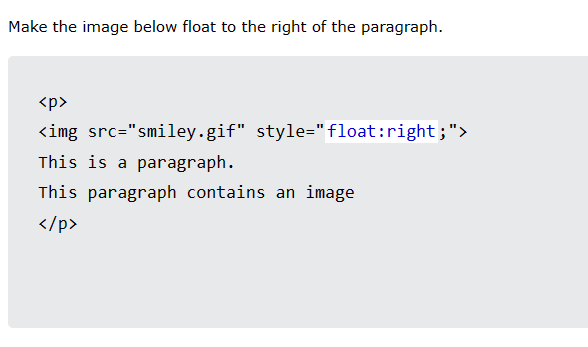 Make the image below float to the right of the paragraph.
<p>
<img src="smiley.gif" style="float:right;">
This is a paragraph.
This paragraph contains an image
</p>